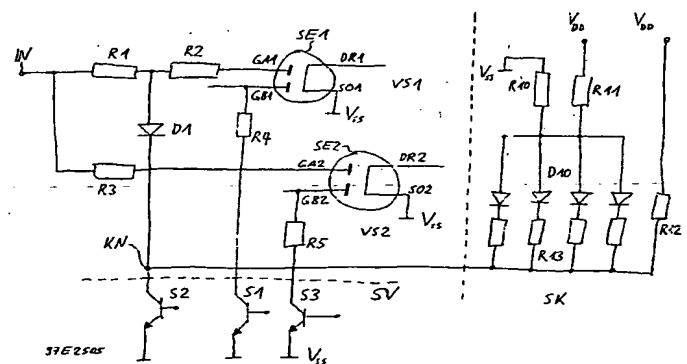 IN
R1
R2
GA1
SE1
DR1
SO1
GB1
VS1
Vss
D1
R4
R3
GA2
SE2
DR2
SO2
GB2
VS2
Vss
R5
KN
S2
S1
S3
SV
Vss
97E2505
VDD
VDD
Vss
R10
R11
D10
R13
R12
SK